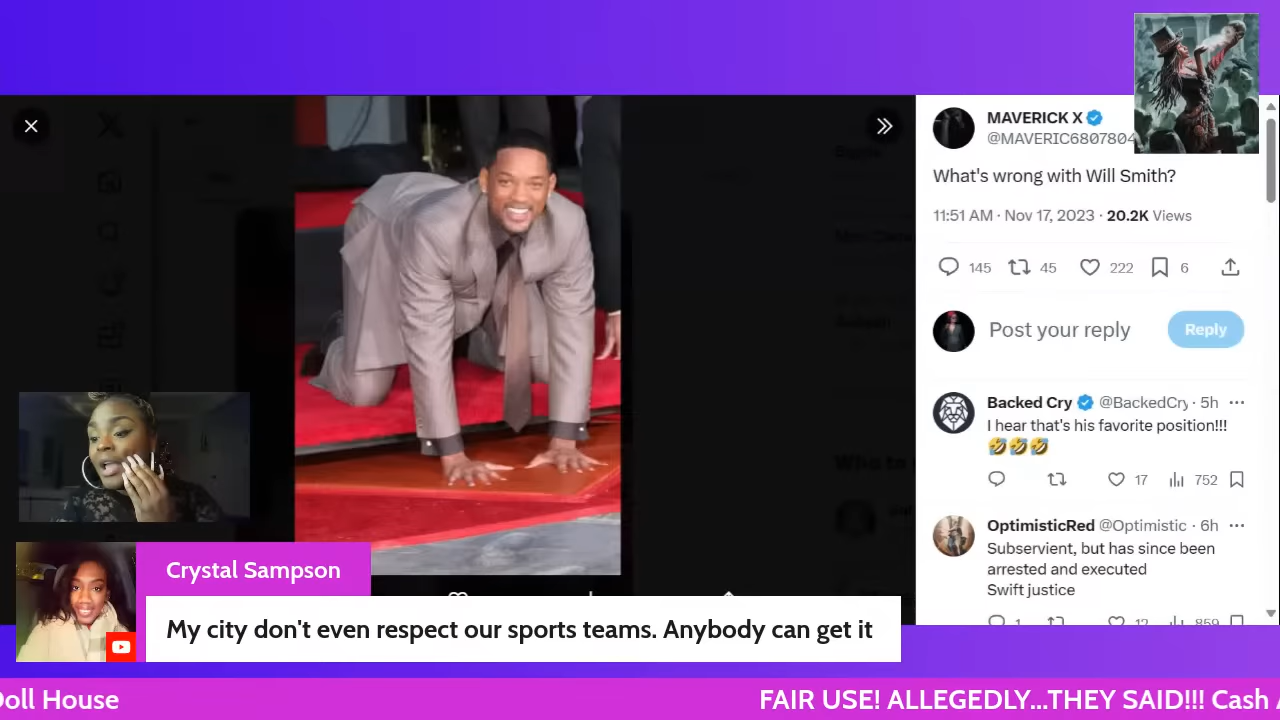 MAVERICK X
@MAVERIC6807804
What's wrong with Will Smith?
11:51 AM · Nov 17, 2023 · 20.2K Views
145 45 222 6
Post your reply
Reply
Backed Cry @BackedCry · 5h
I hear that's his favorite position!!!
🤣🤣🤣
17 752
OptimisticRed @Optimistic · 6h
Subservient, but has since been
arrested and executed
Swift justice
1 12 859
Crystal Sampson
My city don't even respect our sports teams. Anybody can get it
Doll House
FAIR USE! ALLEGEDLY...THEY SAID!!! Cash